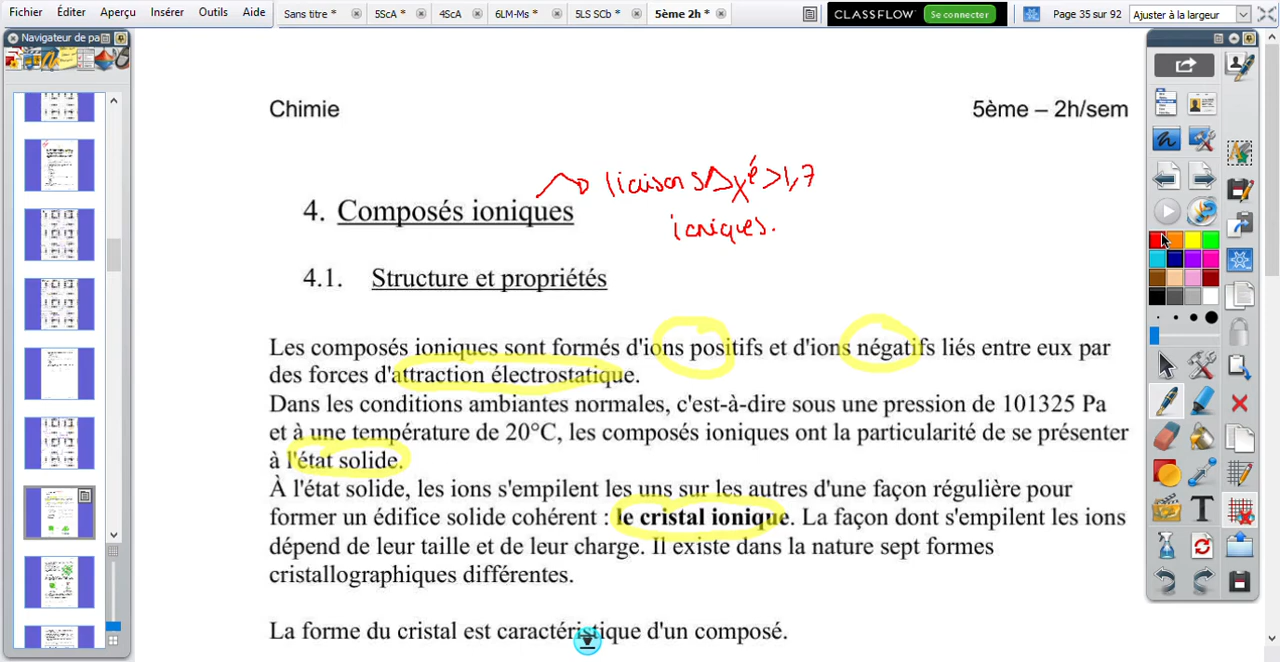 Fichier Éditer Aperçu Insérer Outils Aide
Sans titre * 5ScA * 4ScA * 6LM-Ms * 5LS SCb * 5ème 2h *
CLASSFLOW Se connecter
Page 35 sur 92 Ajuster à la largeur
Navigateur de pa
Chimie 5ème – 2h/sem
liaisons Δχé >1,7
ioniques.
4. Composés ioniques
4.1. Structure et propriétés
Les composés ioniques sont formés d'ions positifs et d'ions négatifs liés entre eux par
des forces d'attraction électrostatique.
Dans les conditions ambiantes normales, c'est-à-dire sous une pression de 101325 Pa
et à une température de 20°C, les composés ioniques ont la particularité de se présenter
à l'état solide.
À l'état solide, les ions s'empilent les uns sur les autres d'une façon régulière pour
former un édifice solide cohérent : le cristal ionique. La façon dont s'empilent les ions
dépend de leur taille et de leur charge. Il existe dans la nature sept formes
cristallographiques différentes.
La forme du cristal est caractéristique d'un composé.